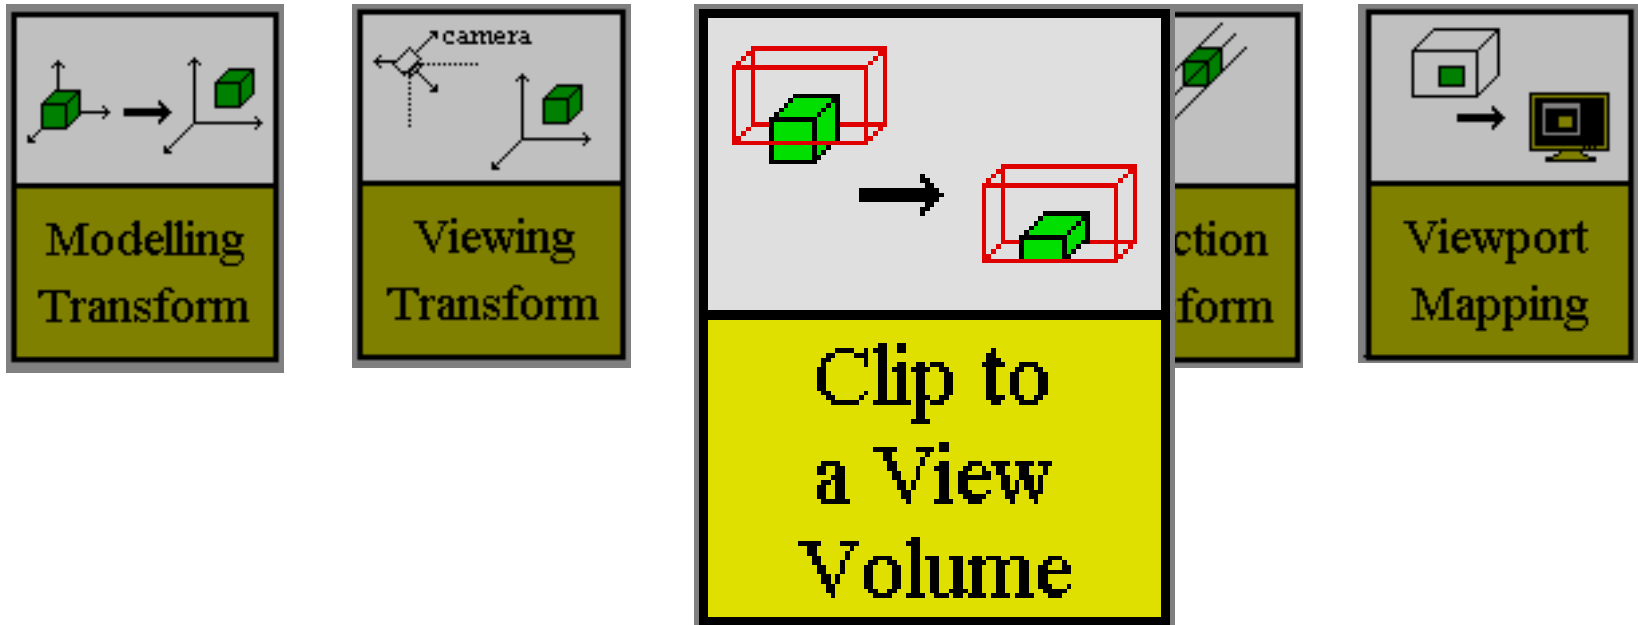 Modelling
Transform
camera
Viewing
Transform
Clip to
a View
Volume
ction
form
Viewport
Mapping